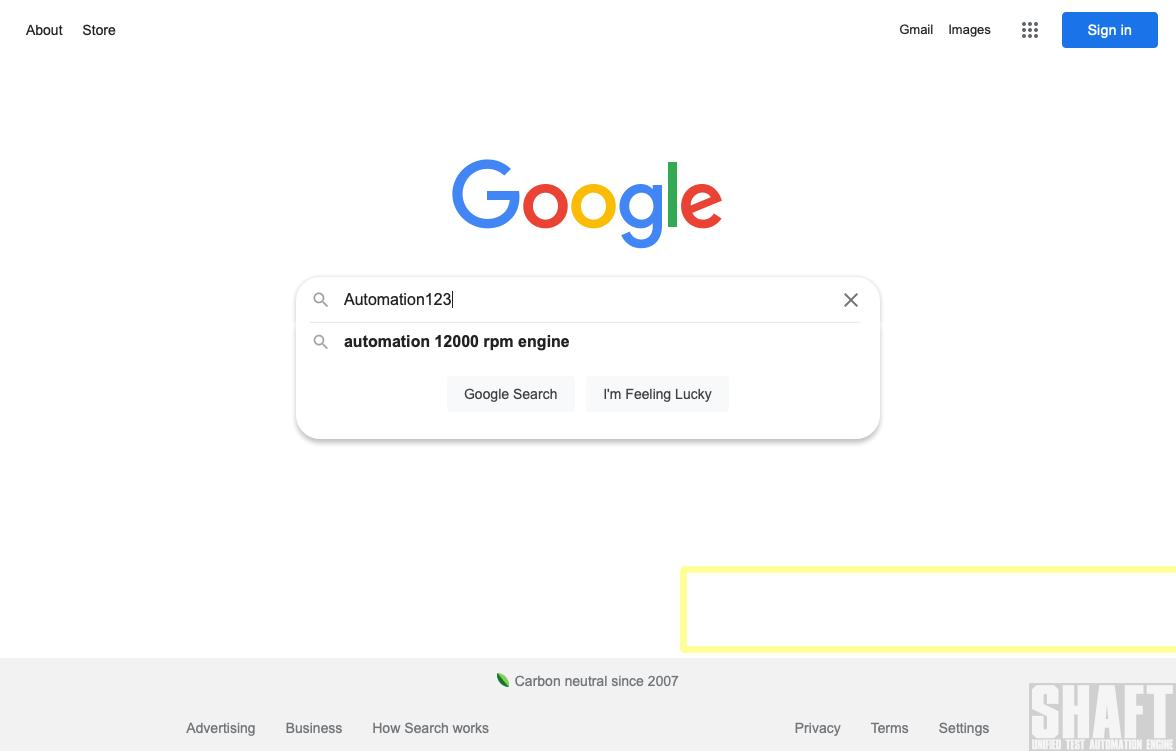 About Store Gmail Images Sign in
Google
Automation123
automation 12000 rpm engine
Google Search I'm Feeling Lucky
Carbon neutral since 2007
Advertising Business How Search works Privacy Terms Settings
SHAFT
UNIFIED TEST AUTOMATION ENGINE